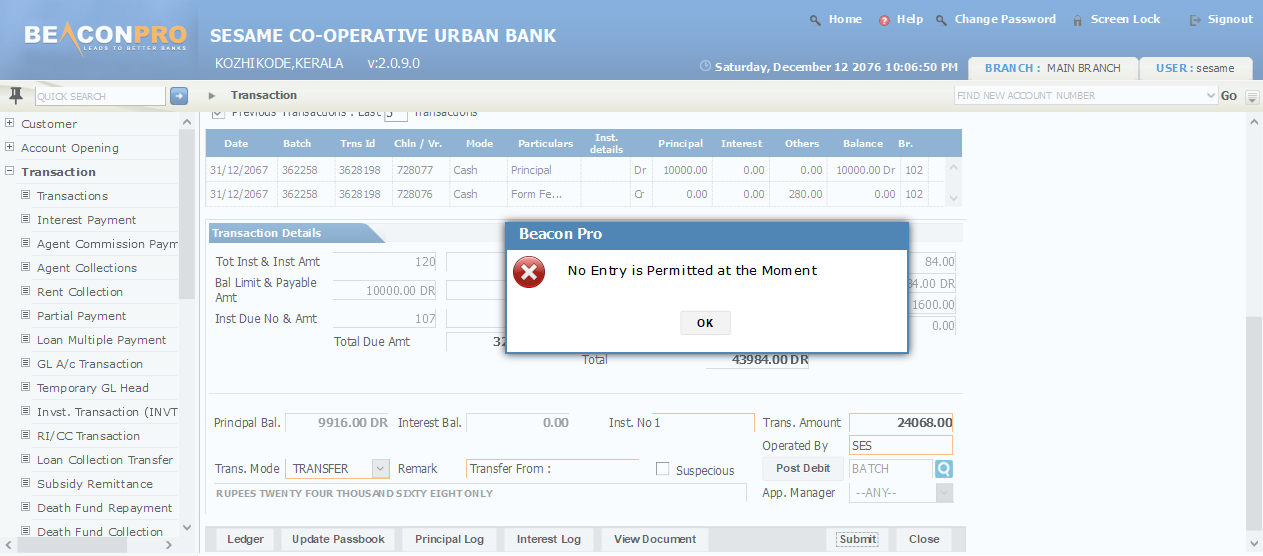 BEACONPRO
LEADS TO BETTER BANKS
SESAME CO-OPERATIVE URBAN BANK
KOZHIKODE,KERALA v:2.0.9.0
Home Help Change Password Screen Lock Signout
Saturday, December 12 2076 10:06:50 PM
BRANCH : MAIN BRANCH USER : sesame
QUICK SEARCH
Transaction
FIND NEW ACCOUNT NUMBER Go
Customer
Account Opening
Transaction
Transactions
Interest Payment
Agent Commission Paym
Agent Collections
Rent Collection
Partial Payment
Loan Multiple Payment
GL A/c Transaction
Temporary GL Head
Invst. Transaction (INVT
RI/CC Transaction
Loan Collection Transfer
Subsidy Remittance
Death Fund Repayment
Death Fund Collection
Previous Transactions : Last 5 Transactions
Date Batch Trns Id Chln / Vr. Mode Particulars Inst. details Principal Interest Others Balance Br.
31/12/2067 362258 3628198 728077 Cash Principal Dr 10000.00 0.00 0.00 10000.00 Dr 102
31/12/2067 362258 3628198 728076 Cash Form Fe... Cr 0.00 0.00 280.00 0.00 102
Transaction Details
Tot Inst & Inst Amt 120 84.00
Bal Limit & Payable
Amt 10000.00 DR 84.00 DR
1600.00
Inst Due No & Amt 107 0.00
Total Due Amt 32
Total 43984.00 DR
Beacon Pro
No Entry is Permitted at the Moment
OK
Principal Bal. 9916.00 DR Interest Bal. 0.00 Inst. No 1 Trans. Amount 24068.00
Operated By SES
Trans. Mode TRANSFER Remark Transfer From : Suspecious Post Debit BATCH
RUPEES TWENTY FOUR THOUSAND SIXTY EIGHT ONLY
App. Manager --ANY--
Ledger Update Passbook Principal Log Interest Log View Document Submit Close